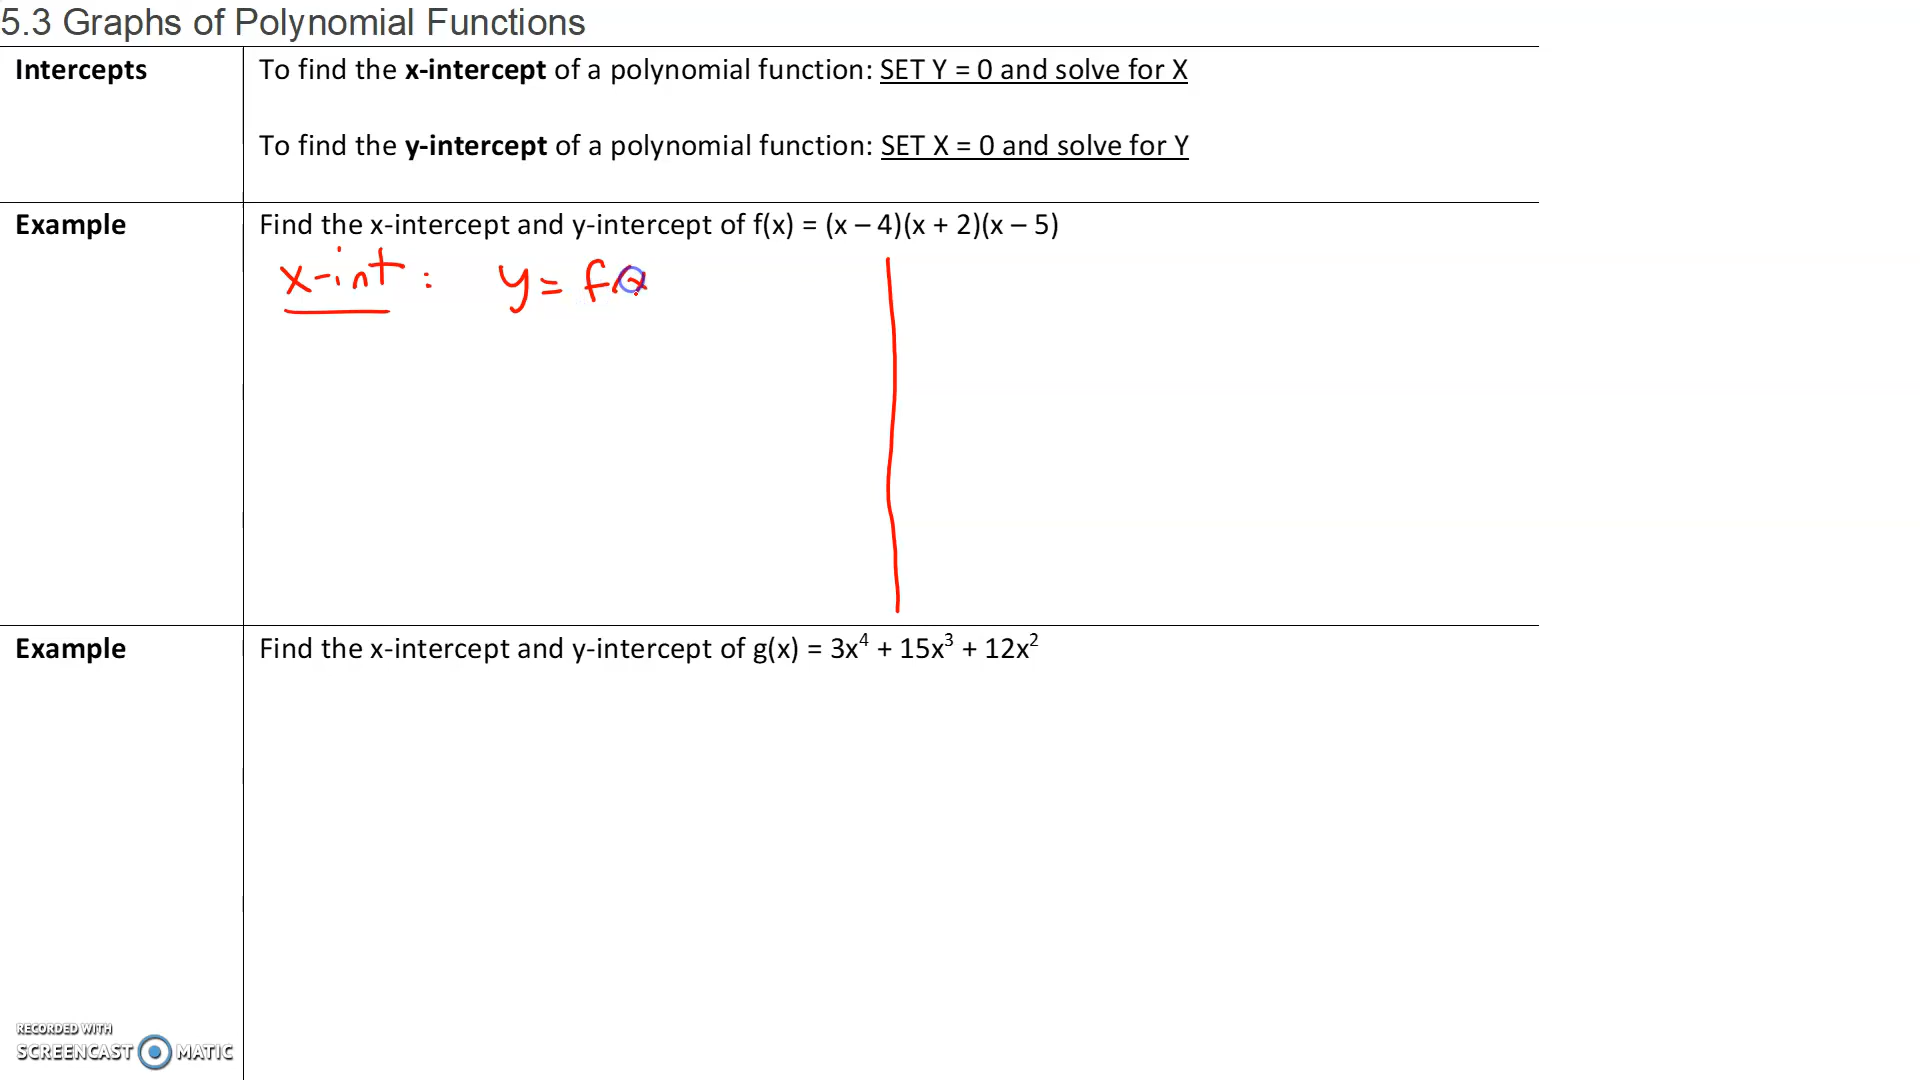 5.3 Graphs of Polynomial Functions
Intercepts
To find the x-intercept of a polynomial function: SET Y = 0 and solve for X
To find the y-intercept of a polynomial function: SET X = 0 and solve for Y
Example
Find the x-intercept and y-intercept of f(x) = (x – 4)(x + 2)(x – 5)
x-int : y = f(x
Example
Find the x-intercept and y-intercept of g(x) = 3x⁴ + 15x³ + 12x²
RECORDED WITH
SCREENCAST MATIC